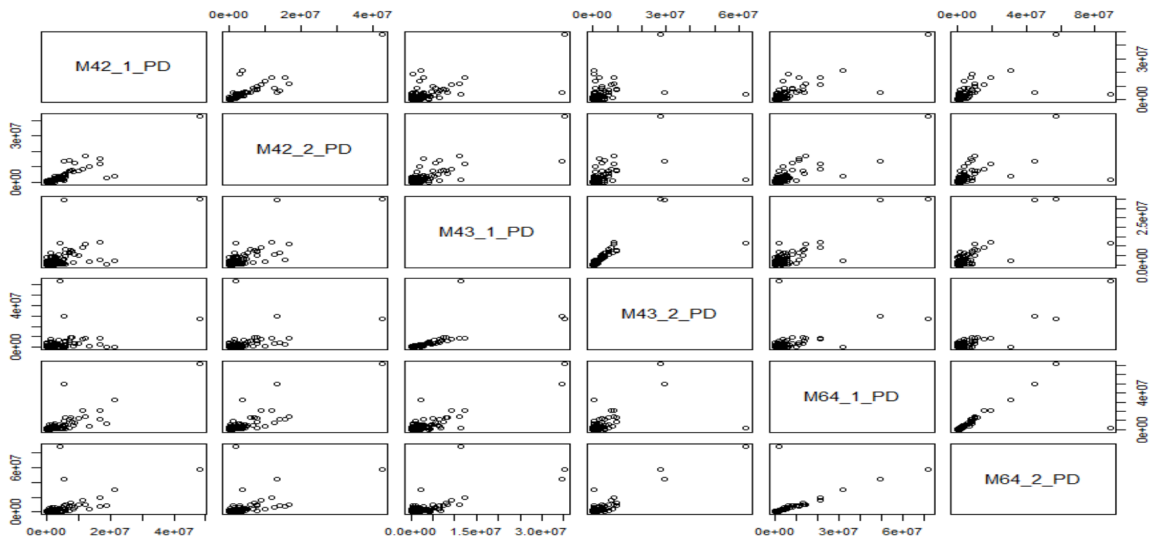 0e+00 2e+07 4e+07 0e+00 3e+07 6e+07 0e+00 4e+07 8e+07
M42_1_PD
0e+00 3e+07
M42_2_PD
0e+00 3e+07
M43_1_PD
0.0e+00 2.5e+07
M43_2_PD
0e+00 4e+07
M64_1_PD
0e+00 4e+07
M64_2_PD
0e+00 6e+07
0e+00 2e+07 4e+07 0.0e+00 1.5e+07 3.0e+07 0e+00 3e+07 6e+07